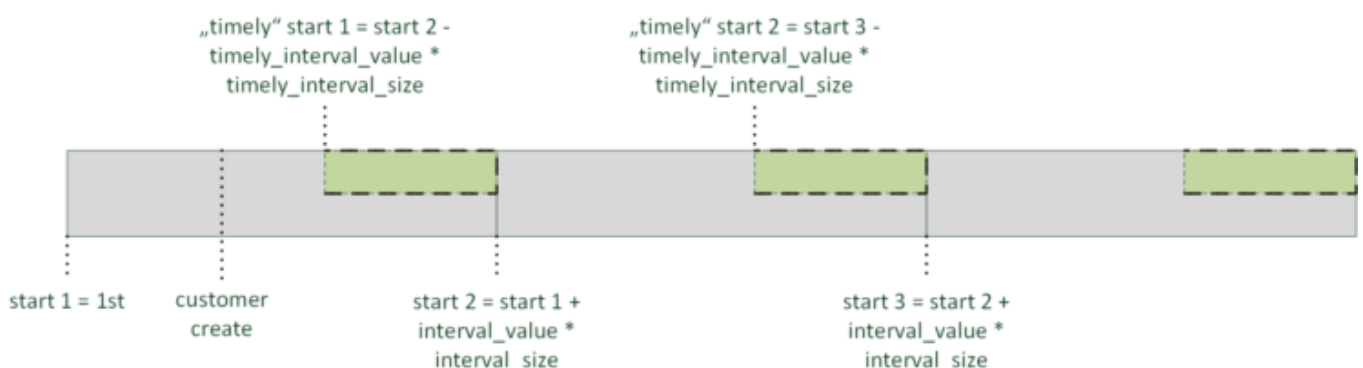 „timely“ start 1 = start 2 -
timely_interval_value *
timely_interval_size
„timely“ start 2 = start 3 -
timely_interval_value *
timely_interval_size
start 1 = 1st
customer
create
start 2 = start 1 +
interval_value *
interval_size
start 3 = start 2 +
interval_value *
interval_size